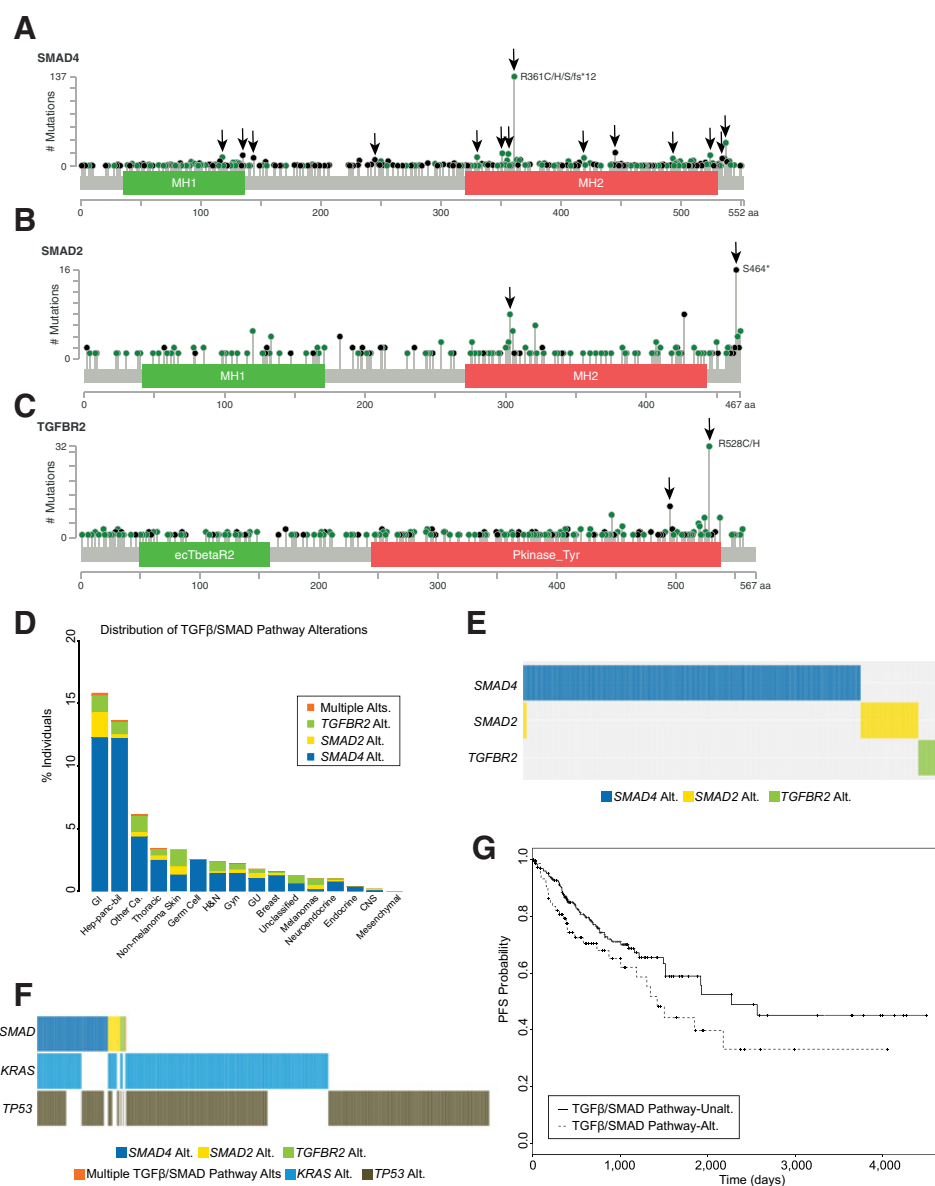 A
SMAD4
137
R361C/H/S/fs*12
# Mutations
0
MH1
MH2
0 100 200 300 400 500 552 aa
B
SMAD2
16
S464*
# Mutations
0
MH1
MH2
0 100 200 300 400 467 aa
C
TGFBR2
32
R528C/H
# Mutations
0
ecTbetaR2
Pkinase_Tyr
0 100 200 300 400 500 567 aa
D
Distribution of TGFβ/SMAD Pathway Alterations
% Individuals
20
15
10
5
0
Multiple Alts.
TGFBR2 Alt.
SMAD2 Alt.
SMAD4 Alt.
GI
Hep-panc-bil
Other Ca.
Thoracic
Non-melanoma Skin
Germ Cell
H&N
Gyn
GU
Breast
Unclassified
Melanomas
Neuroendocrine
Endocrine
CNS
Mesenchymal
E
SMAD4
SMAD2
TGFBR2
SMAD4 Alt. SMAD2 Alt. TGFBR2 Alt.
F
SMAD
KRAS
TP53
SMAD4 Alt. SMAD2 Alt. TGFBR2 Alt.
Multiple TGFβ/SMAD Pathway Alts KRAS Alt. TP53 Alt.
G
PFS Probability
1.0
0.8
0.6
0.4
0.2
0.0
TGFβ/SMAD Pathway-Unalt.
TGFβ/SMAD Pathway-Alt.
0 1,000 2,000 3,000 4,000
Time (days)